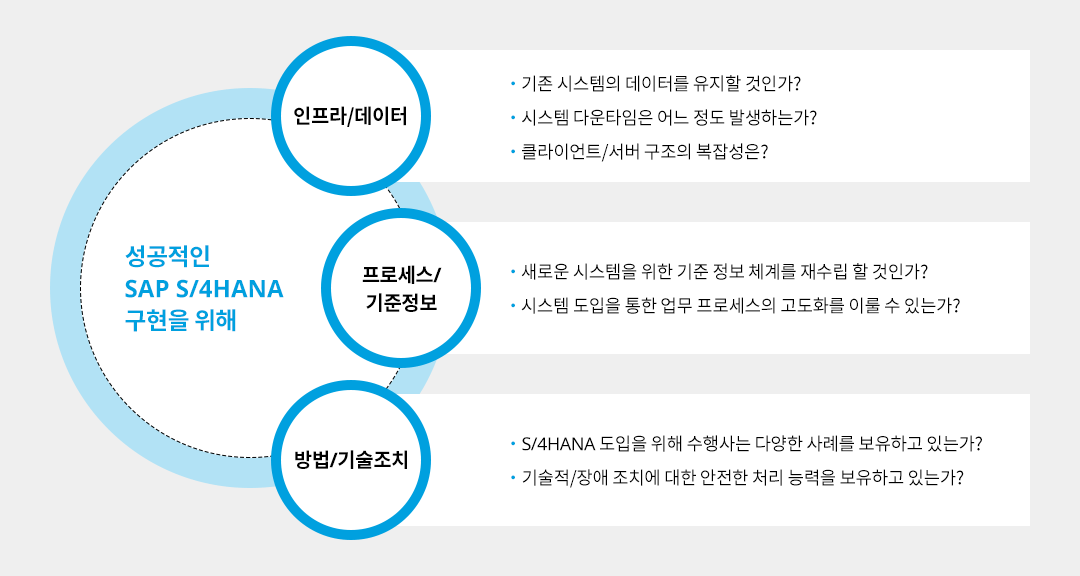 성공적인
SAP S/4HANA
구현을 위해
인프라/데이터
• 기존 시스템의 데이터를 유지할 것인가?
• 시스템 다운타임은 어느 정도 발생하는가?
• 클라이언트/서버 구조의 복잡성은?
프로세스/
기준정보
• 새로운 시스템을 위한 기준 정보 체계를 재수립 할 것인가?
• 시스템 도입을 통한 업무 프로세스의 고도화를 이룰 수 있는가?
방법/기술조치
• S/4HANA 도입을 위해 수행사는 다양한 사례를 보유하고 있는가?
• 기술적/장애 조치에 대한 안전한 처리 능력을 보유하고 있는가?